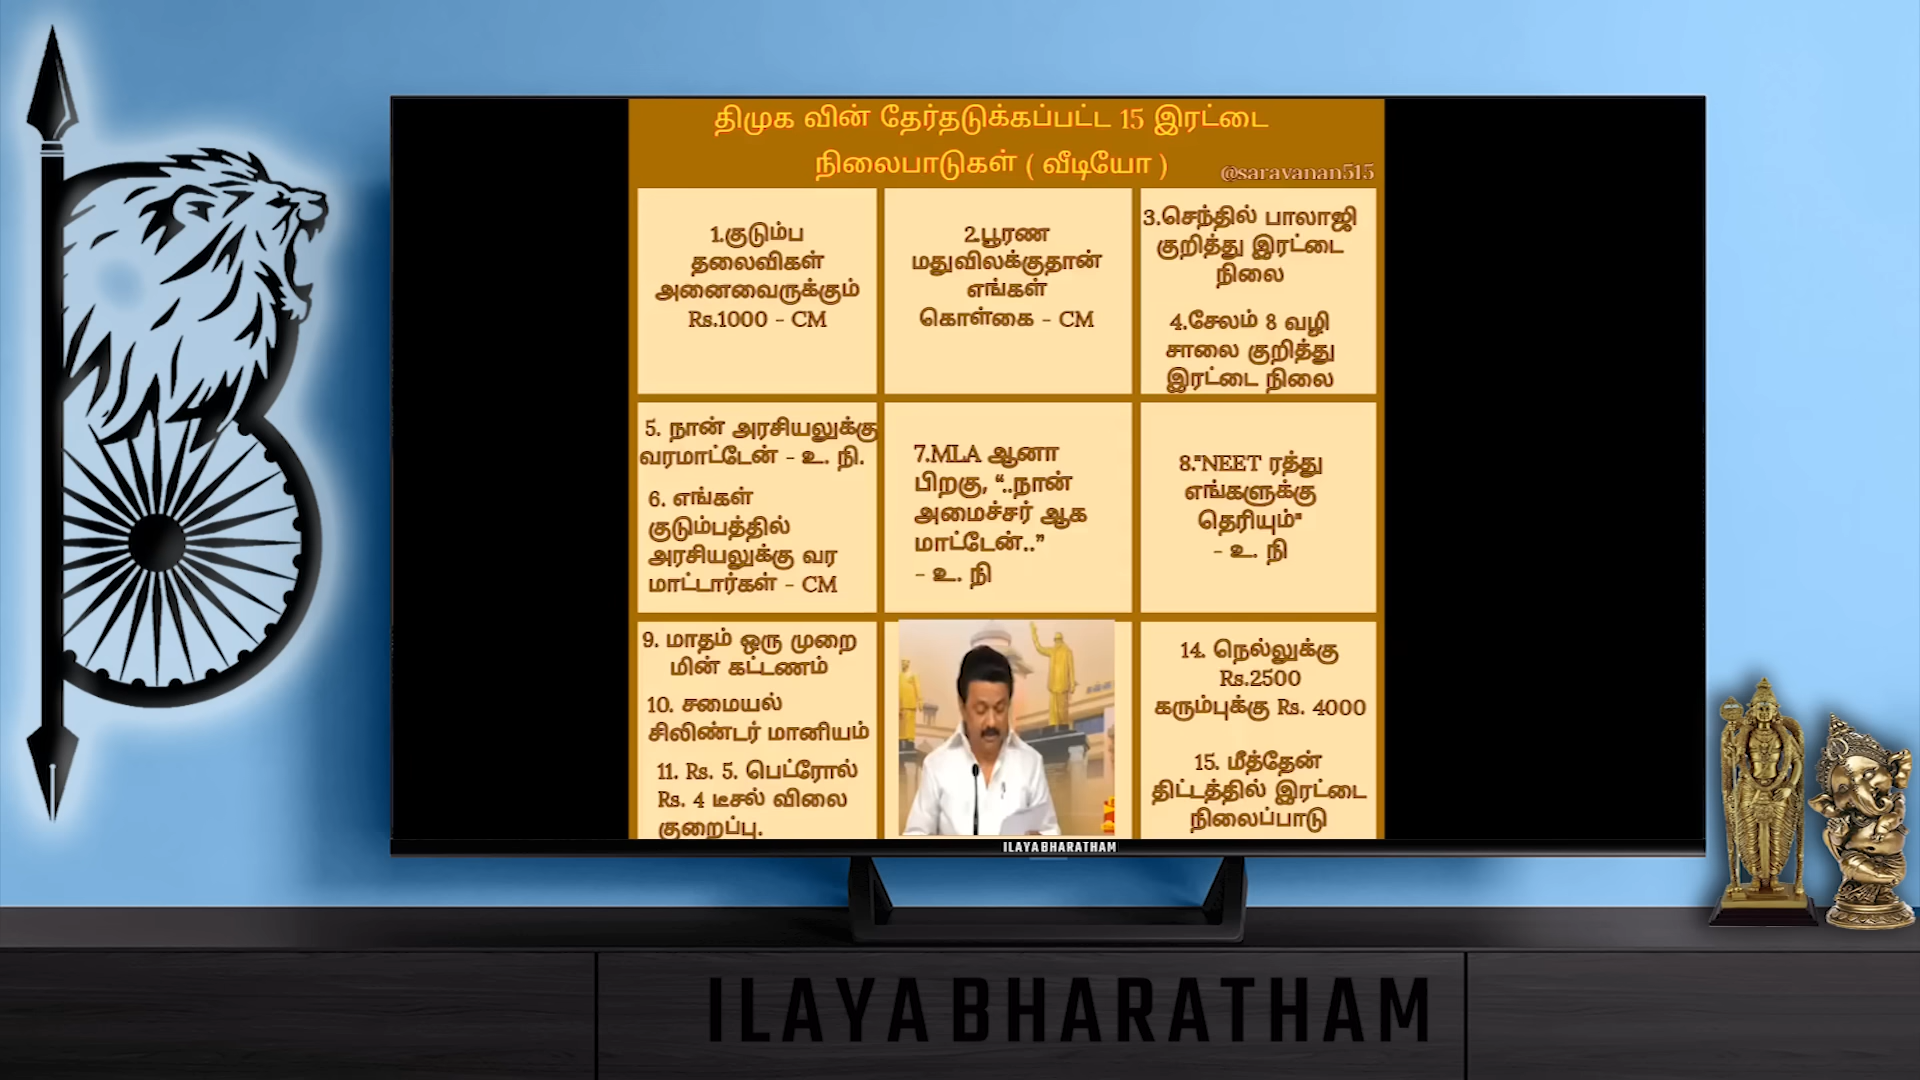 திமுக வின் தேர்தடுக்கப்பட்ட 15 இரட்டை
நிலைபாடுகள் ( வீடியோ )
@saravanan515
1.குடும்ப
தலைவிகள்
அனைவைருக்கும்
Rs.1000 - CM
2.பூரண
மதுவிலக்குதான்
எங்கள்
கொள்கை - CM
3.செந்தில் பாலாஜி
குறித்து இரட்டை
நிலை
4.சேலம் 8 வழி
சாலை குறித்து
இரட்டை நிலை
5. நான் அரசியலுக்கு
வரமாட்டேன் - உ. நி.
6. எங்கள்
குடும்பத்தில்
அரசியலுக்கு வர
மாட்டார்கள் - CM
7.MLA ஆனா
பிறகு, “..நான்
அமைச்சர் ஆக
மாட்டேன்..”
- உ. நி
8."NEET ரத்து
எங்களுக்கு
தெரியும்"
- உ. நி
9. மாதம் ஒரு முறை
மின் கட்டணம்
10. சமையல்
சிலிண்டர் மானியம்
11. Rs. 5. பெட்ரோல்
Rs. 4 டீசல் விலை
குறைப்பு.
14. நெல்லுக்கு
Rs.2500
கரும்புக்கு Rs. 4000
15. மீத்தேன்
திட்டத்தில் இரட்டை
நிலைப்பாடு
ILAYABHARATHAM
ILAYABHARATHAM